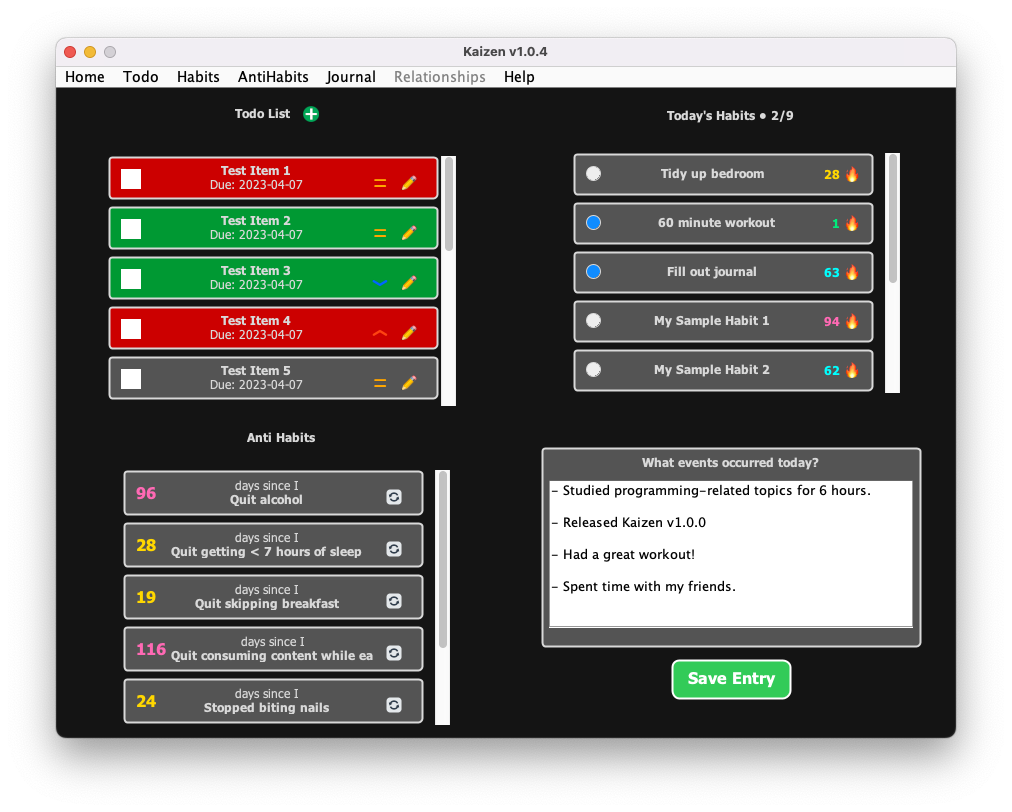 Kaizen v1.0.4
Home Todo Habits AntiHabits Journal Relationships Help
Todo List
Test Item 1
Due: 2023-04-07
Test Item 2
Due: 2023-04-07
Test Item 3
Due: 2023-04-07
Test Item 4
Due: 2023-04-07
Test Item 5
Due: 2023-04-07
Today's Habits • 2/9
Tidy up bedroom 28
60 minute workout 1
Fill out journal 63
My Sample Habit 1 94
My Sample Habit 2 62
Anti Habits
96 days since I
Quit alcohol
28 days since I
Quit getting < 7 hours of sleep
19 days since I
Quit skipping breakfast
116 days since I
Quit consuming content while ea
24 days since I
Stopped biting nails
What events occurred today?
- Studied programming-related topics for 6 hours.
- Released Kaizen v1.0.0
- Had a great workout!
- Spent time with my friends.
Save Entry